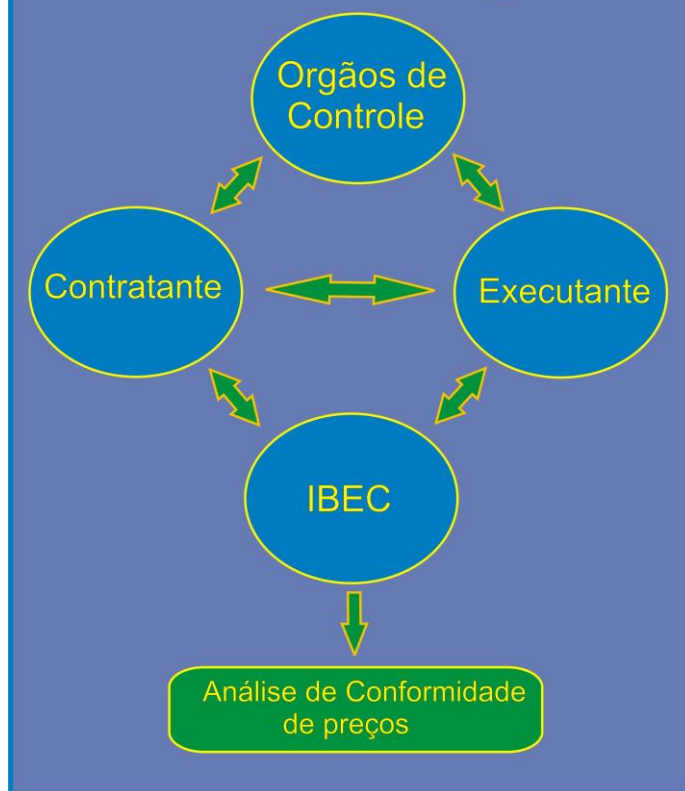 Orgãos de
Controle
Contratante
Executante
IBEC
Análise de Conformidade
de preços